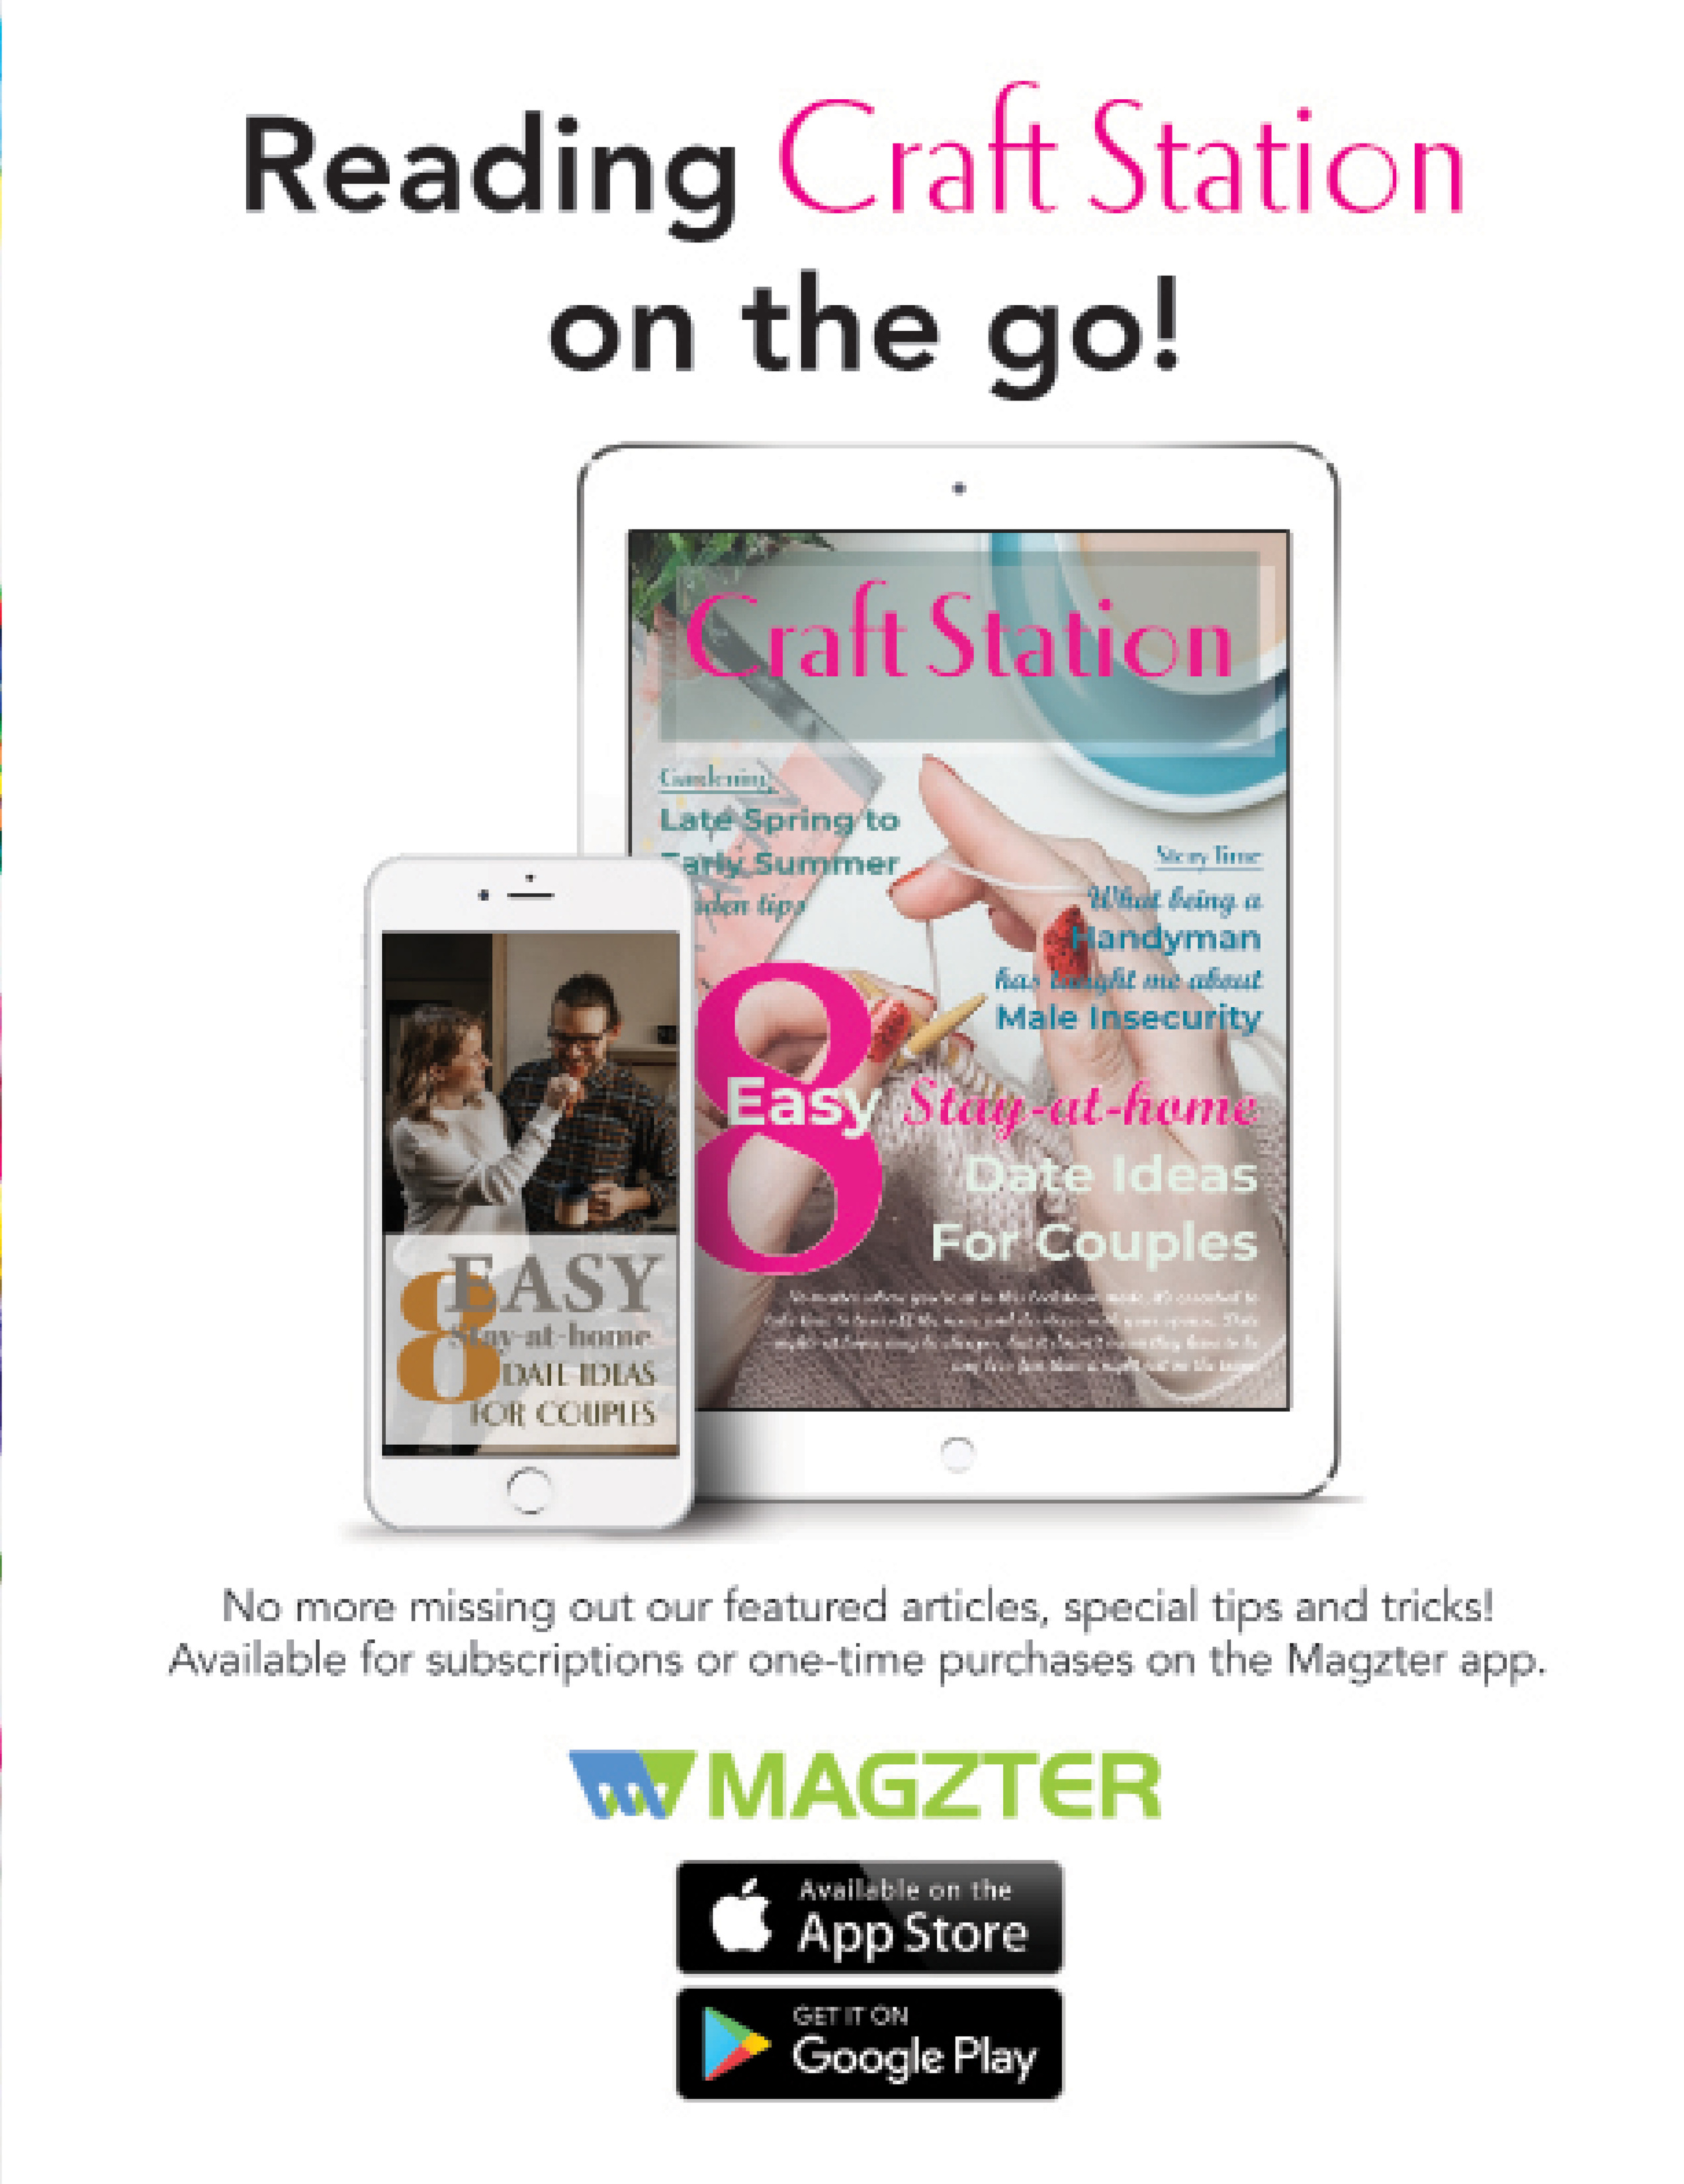 Reading Craft Station
on the go!
Craft Station
Gardening
Late Spring to
Early Summer
tips
Story Time
What being a
Handyman
has taught me about
Male Insecurity
8
Easy Stay-at-home
Date Ideas
For Couples
8
EASY
Stay-at-home
DATE IDEAS
FOR COUPLES
No more missing out our featured articles, special tips and tricks!
Available for subscriptions or one-time purchases on the Magzter app.
MAGZTER
Available on the
App Store
GET IT ON
Google Play